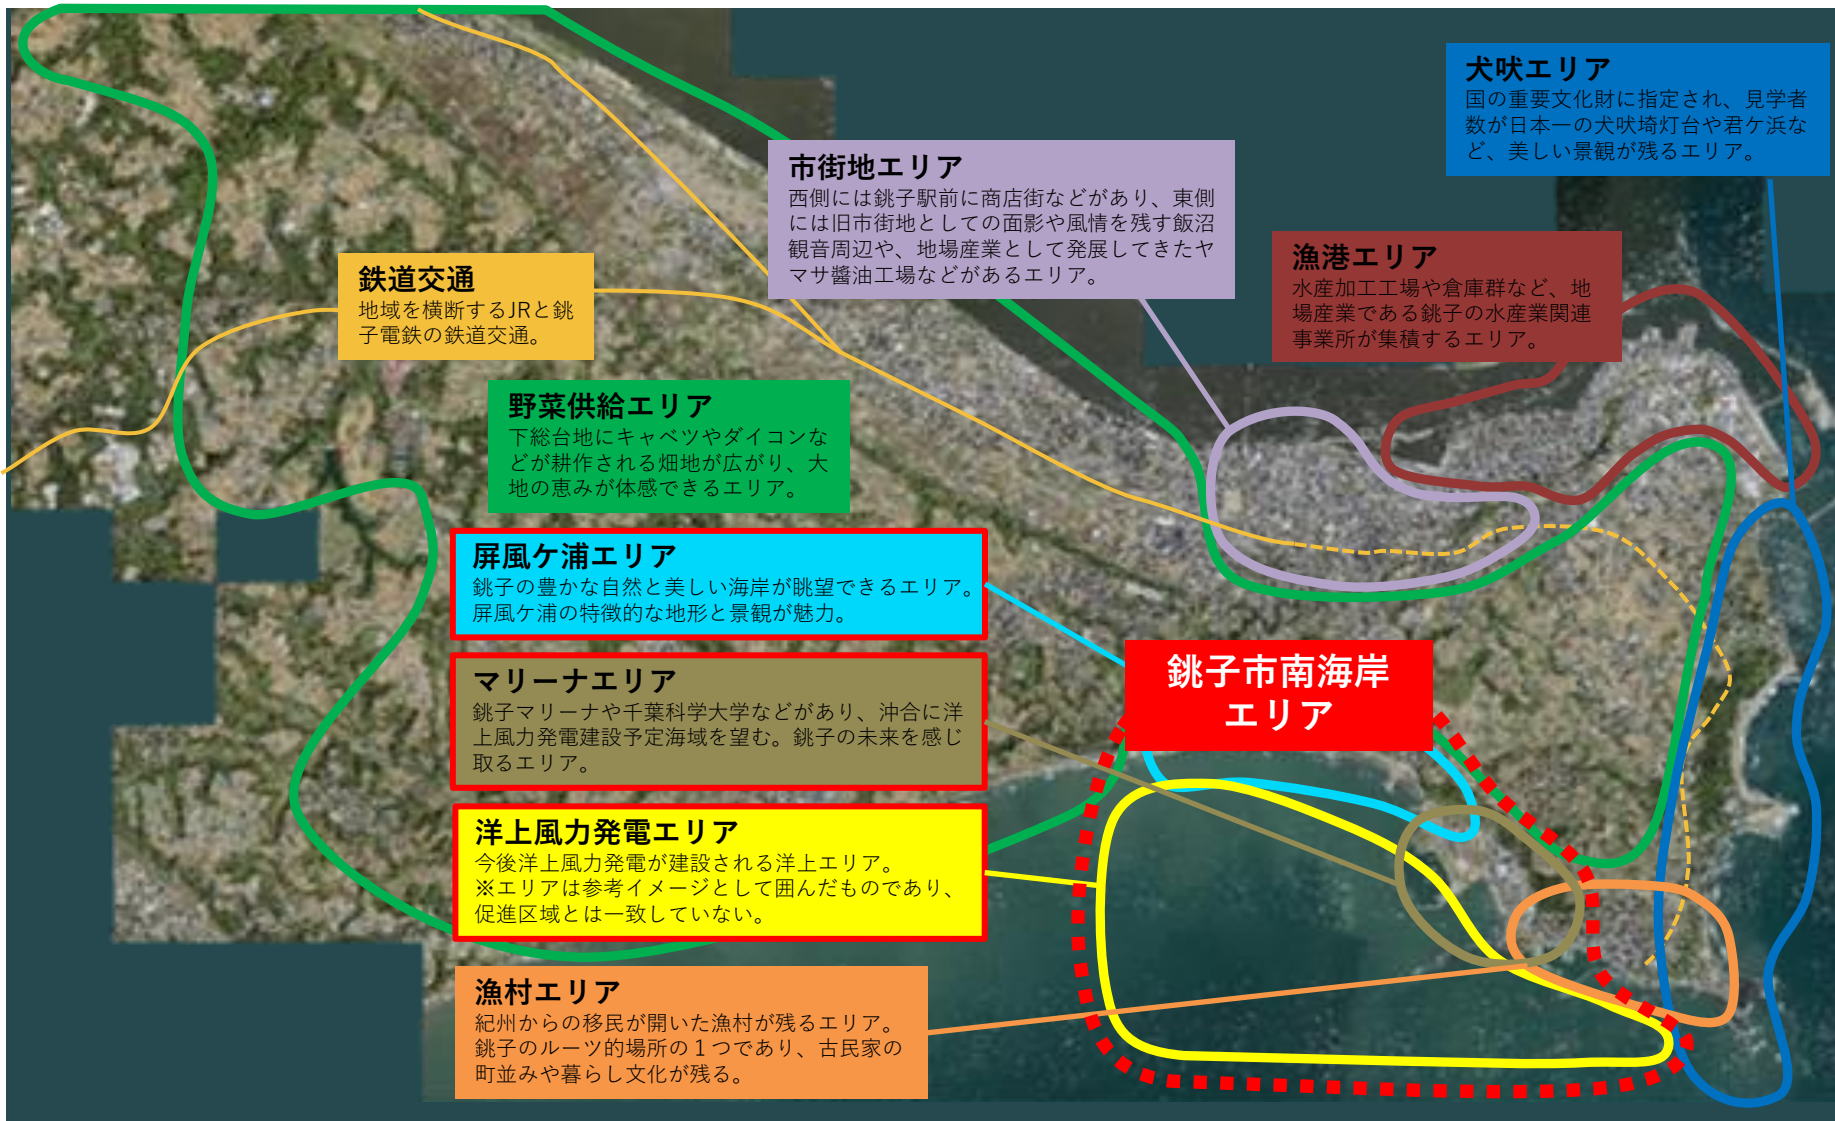 犬吠エリア
国の重要文化財に指定され、見学者
数が日本一の犬吠埼灯台や君ケ浜な
ど、美しい景観が残るエリア。
市街地エリア
西側には銚子駅前に商店街などがあり、東側
には旧市街地としての面影や風情を残す飯沼
観音周辺や、地場産業として発展してきたヤ
マサ醬油工場などがあるエリア。
漁港エリア
水産加工工場や倉庫群など、地
場産業である銚子の水産業関連
事業所が集積するエリア。
鉄道交通
地域を横断するJRと銚
子電鉄の鉄道交通。
野菜供給エリア
下総台地にキャベツやダイコンな
どが耕作される畑地が広がり、大
地の恵みが体感できるエリア。
屏風ケ浦エリア
銚子の豊かな自然と美しい海岸が眺望できるエリア。
屏風ケ浦の特徴的な地形と景観が魅力。
銚子市南海岸
エリア
マリーナエリア
銚子マリーナや千葉科学大学などがあり、沖合に洋
上風力発電建設予定海域を望む。銚子の未来を感じ
取るエリア。
洋上風力発電エリア
今後洋上風力発電が建設される洋上エリア。
※エリアは参考イメージとして囲んだものであり、
促進区域とは一致していない。
漁村エリア
紀州からの移民が開いた漁村が残るエリア。
銚子のルーツ的場所の１つであり、古民家の
町並みや暮らし文化が残る。